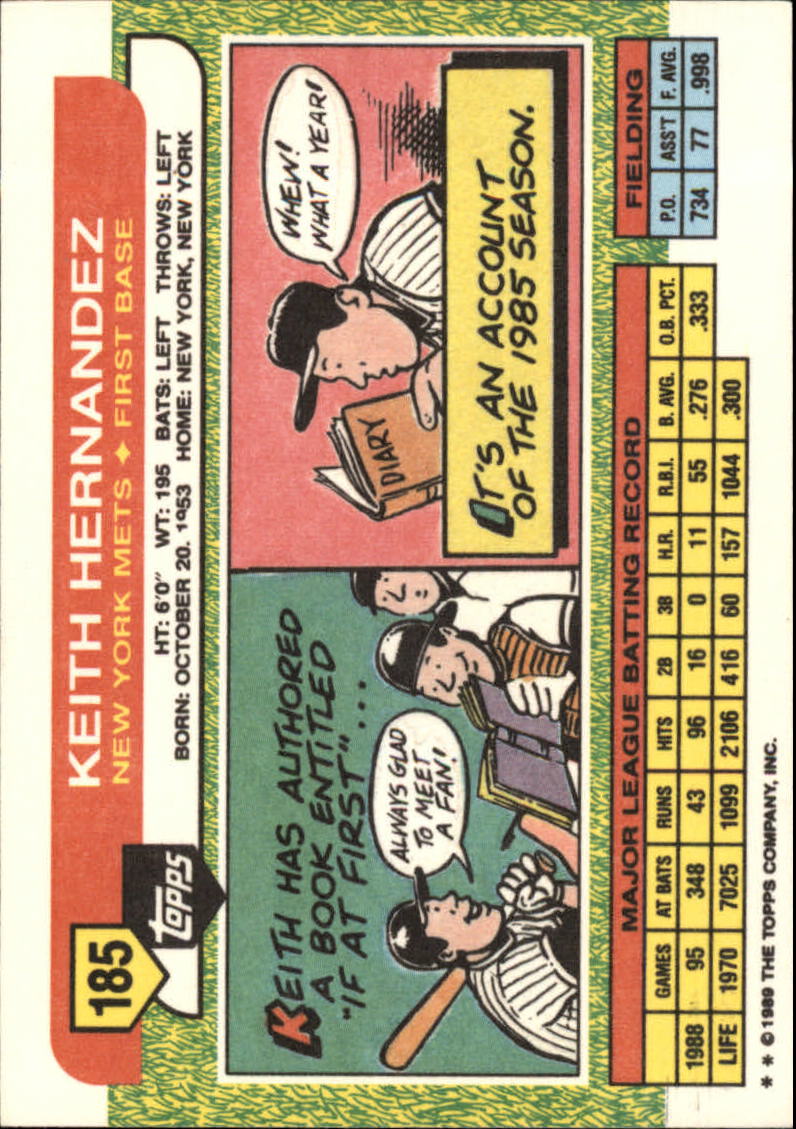 185
KEITH HERNANDEZ
NEW YORK METS ♦ FIRST BASE
TOPPS
HT: 6'0" WT: 195 BATS: LEFT THROWS: LEFT
BORN: OCTOBER 20. 1953 HOME: NEW YORK, NEW YORK
KEITH HAS AUTHORED
A BOOK ENTITLED
"IF AT FIRST"...
ALWAYS GLAD
TO MEET
A FAN!
WHEW!
WHAT A YEAR!
DIARY
IT'S AN ACCOUNT
OF THE 1985 SEASON.
MAJOR LEAGUE BATTING RECORD
GAMES AT BATS RUNS HITS 2B 3B H.R. R.B.I. B. AVG. O.B. PCT.
1988 95 348 43 96 16 0 11 55 .276 .333
LIFE 1970 7025 1099 2106 416 60 157 1044 .300
FIELDING
P.O. ASS'T F. AVG.
734 77 .998
* * © 1989 THE TOPPS COMPANY, INC.